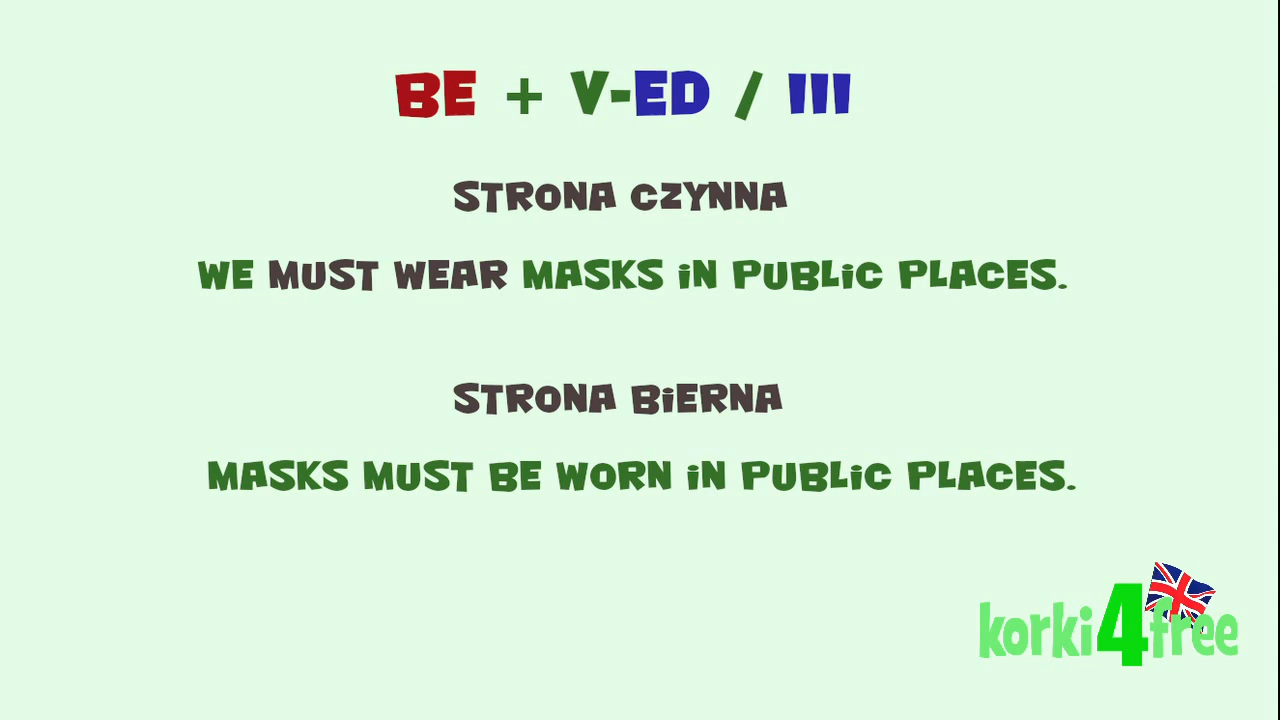 BE + V-ED / III
STRONA CZYNNA
WE MUST WEAR MASKS iN PUBLiC PLACES.
STRONA BiERNA
MASKS MUST BE WORN iN PUBLiC PLACES.
korki4free